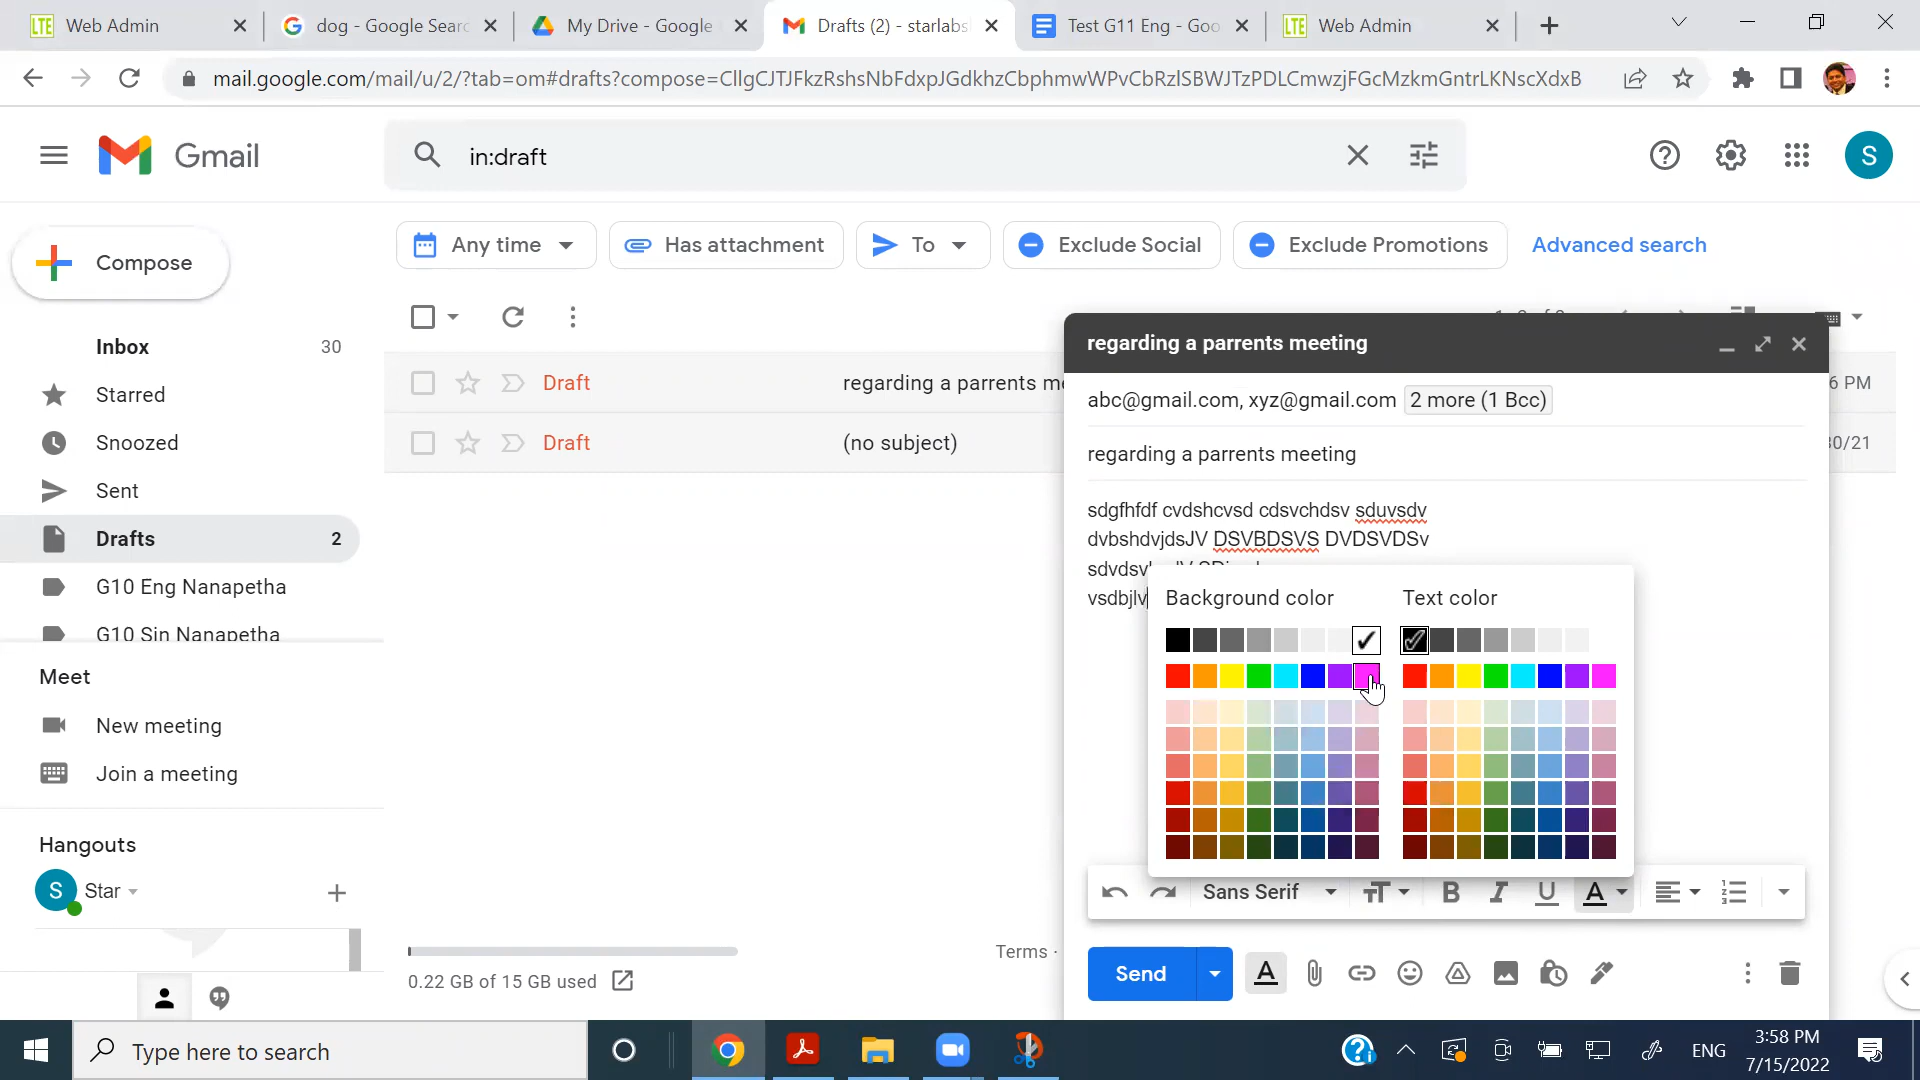 Web Admin
dog - Google Searc
My Drive - Google
Drafts (2) - starlabs
Test G11 Eng - Goo
Web Admin
mail.google.com/mail/u/2/?tab=om#drafts?compose=CllgCJTJFkzRshsNbFdxpJGdkhzCbphmwWPvCbRzlSBWJTzPDLCmwzjFGcMzkmGntrLKNscXdxB
Gmail
in:draft
S
Compose
Any time
Has attachment
To
Exclude Social
Exclude Promotions
Advanced search
Inbox 30
Starred
Snoozed
Sent
Drafts 2
G10 Eng Nanapetha
G10 Sin Nanapetha
Meet
New meeting
Join a meeting
Hangouts
S Star
Draft regarding a parrents me 6 PM
Draft (no subject) 30/21
regarding a parrents meeting
abc@gmail.com, xyz@gmail.com 2 more (1 Bcc)
regarding a parrents meeting
sdgfhfdf cvdshcvsd cdsvchdsv sduvsdv
dvbshdvjdsJV DSVBDSVS DVDSVDSv
vsdbjlv
Background color
Text color
Sans Serif
Send
0.22 GB of 15 GB used
Terms ·
Type here to search
ENG
3:58 PM
7/15/2022